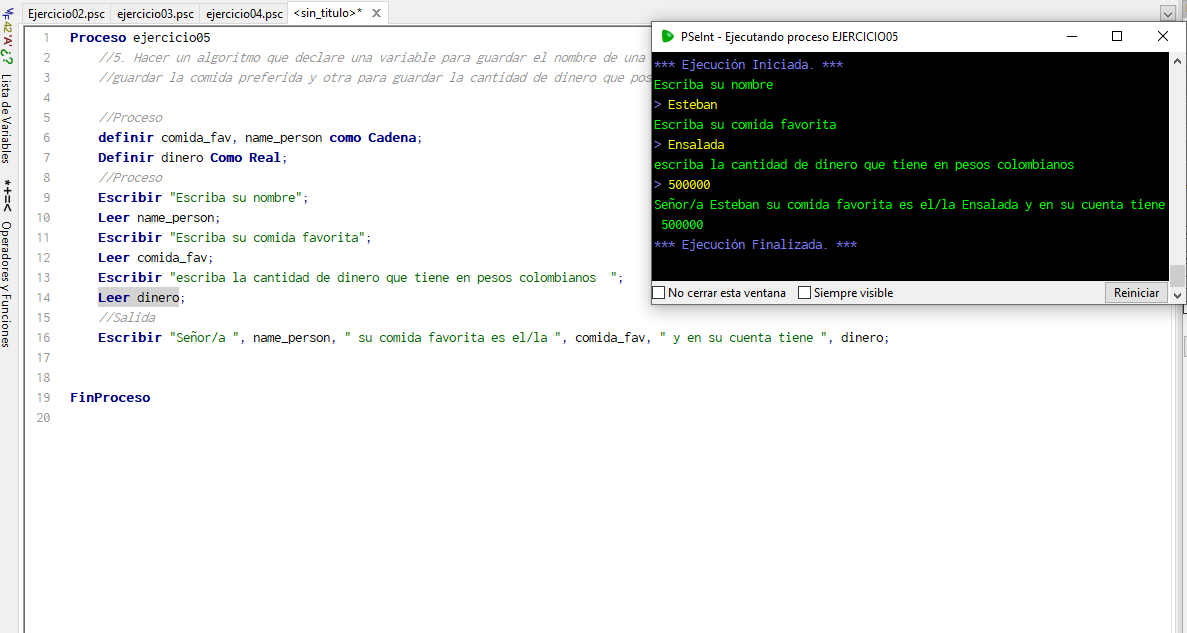 Ejercicio02.psc ejercicio03.psc ejercicio04.psc <sin_titulo>*
Lista de Variables
*+=<
Operadores y Funciones
1 Proceso ejercicio05
2 //5. Hacer un algoritmo que declare una variable para guardar el nombre de una
3 //guardar la comida preferida y otra para guardar la cantidad de dinero que pos
4
5 //Proceso
6 definir comida_fav, name_person como Cadena;
7 Definir dinero Como Real;
8 //Proceso
9 Escribir "Escriba su nombre";
10 Leer name_person;
11 Escribir "Escriba su comida favorita";
12 Leer comida_fav;
13 Escribir "escriba la cantidad de dinero que tiene en pesos colombianos  ";
14 Leer dinero;
15 //Salida
16 Escribir "Señor/a ", name_person, " su comida favorita es el/la ", comida_fav, " y en su cuenta tiene ", dinero;
17
18
19 FinProceso
20
PSeInt - Ejecutando proceso EJERCICIO05
*** Ejecución Iniciada. ***
Escriba su nombre
> Esteban
Escriba su comida favorita
> Ensalada
escriba la cantidad de dinero que tiene en pesos colombianos
> 500000
Señor/a Esteban su comida favorita es el/la Ensalada y en su cuenta tiene
500000
*** Ejecución Finalizada. ***
No cerrar esta ventana Siempre visible Reiniciar